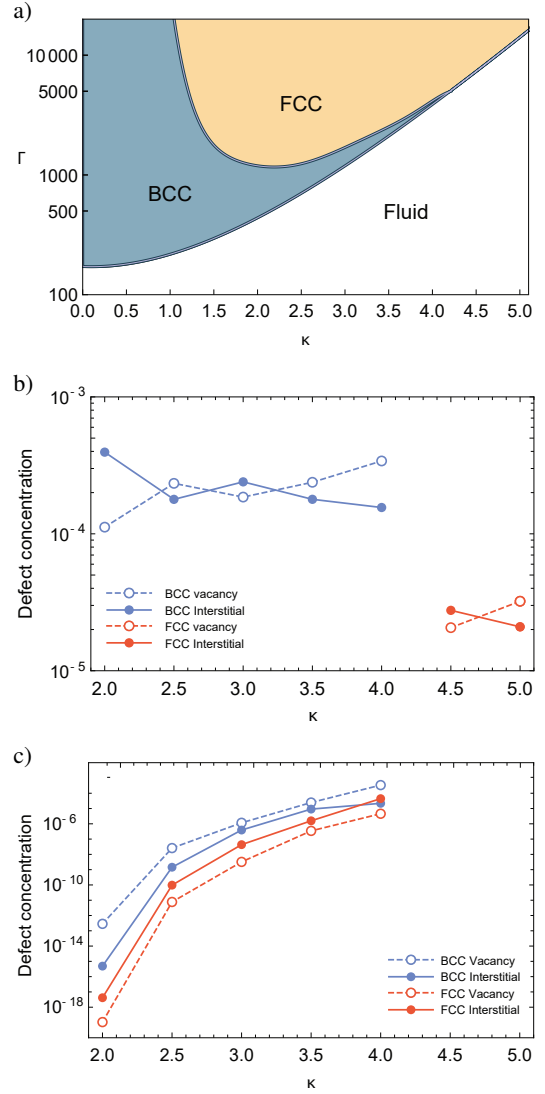 a)
10 000
5000
1000
500
100
Γ
FCC
BCC
Fluid
0.0 0.5 1.0 1.5 2.0 2.5 3.0 3.5 4.0 4.5 5.0
κ
b)
10-3
10-4
10-5
Defect concentration
BCC vacancy
BCC Interstitial
FCC vacancy
FCC Interstitial
2.0 2.5 3.0 3.5 4.0 4.5 5.0
κ
c)
10-6
10-10
10-14
10-18
Defect concentration
BCC Vacancy
BCC Interstitial
FCC Vacancy
FCC Interstitial
2.0 2.5 3.0 3.5 4.0 4.5 5.0
κ